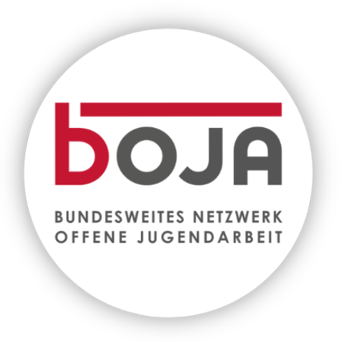 bOJA
BUNDESWEITES NETZWERK
OFFENE JUGENDARBEIT